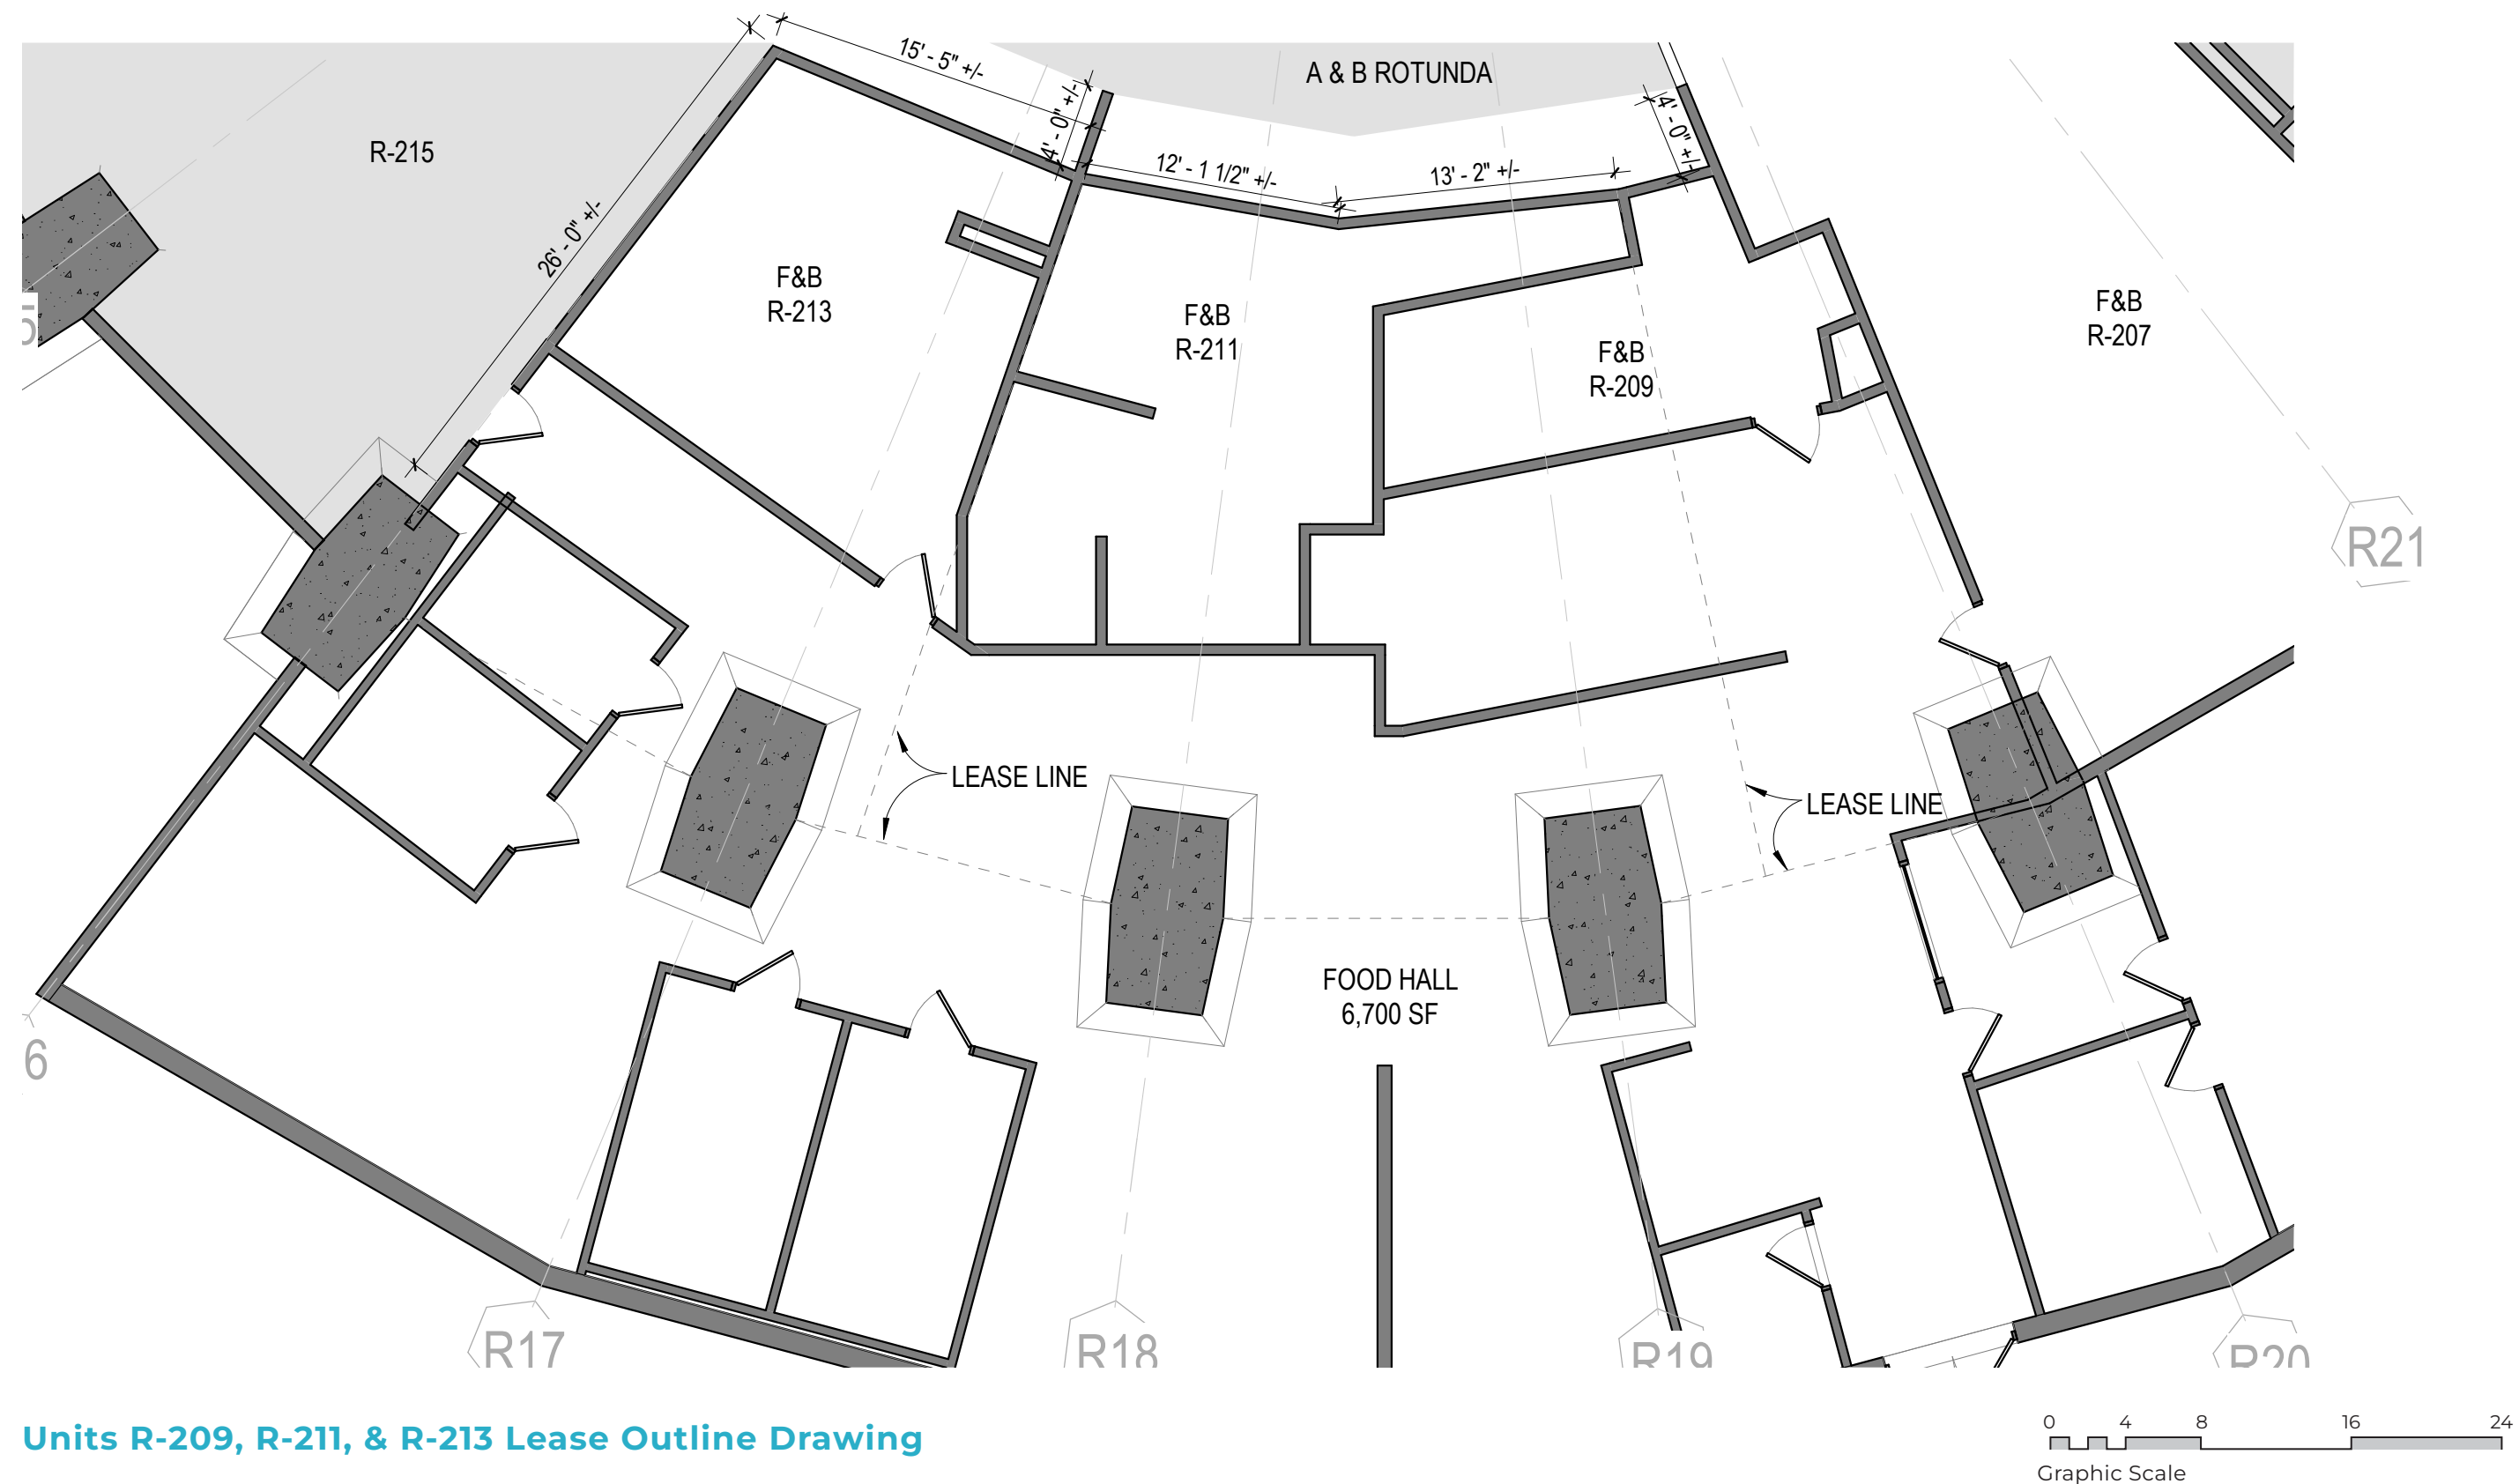 15' - 5" +/-
A & B ROTUNDA
4' - 0" +/-
4' - 0" +/-
R-215
12' - 1 1/2" +/-
13' - 2" +/-
26' - 0" +/-
F&B
R-213
F&B
R-211
F&B
R-209
F&B
R-207
R21
LEASE LINE
LEASE LINE
FOOD HALL
6,700 SF
6
R17
R18
R19
R20
Units R-209, R-211, & R-213 Lease Outline Drawing
0 4 8 16 24
Graphic Scale